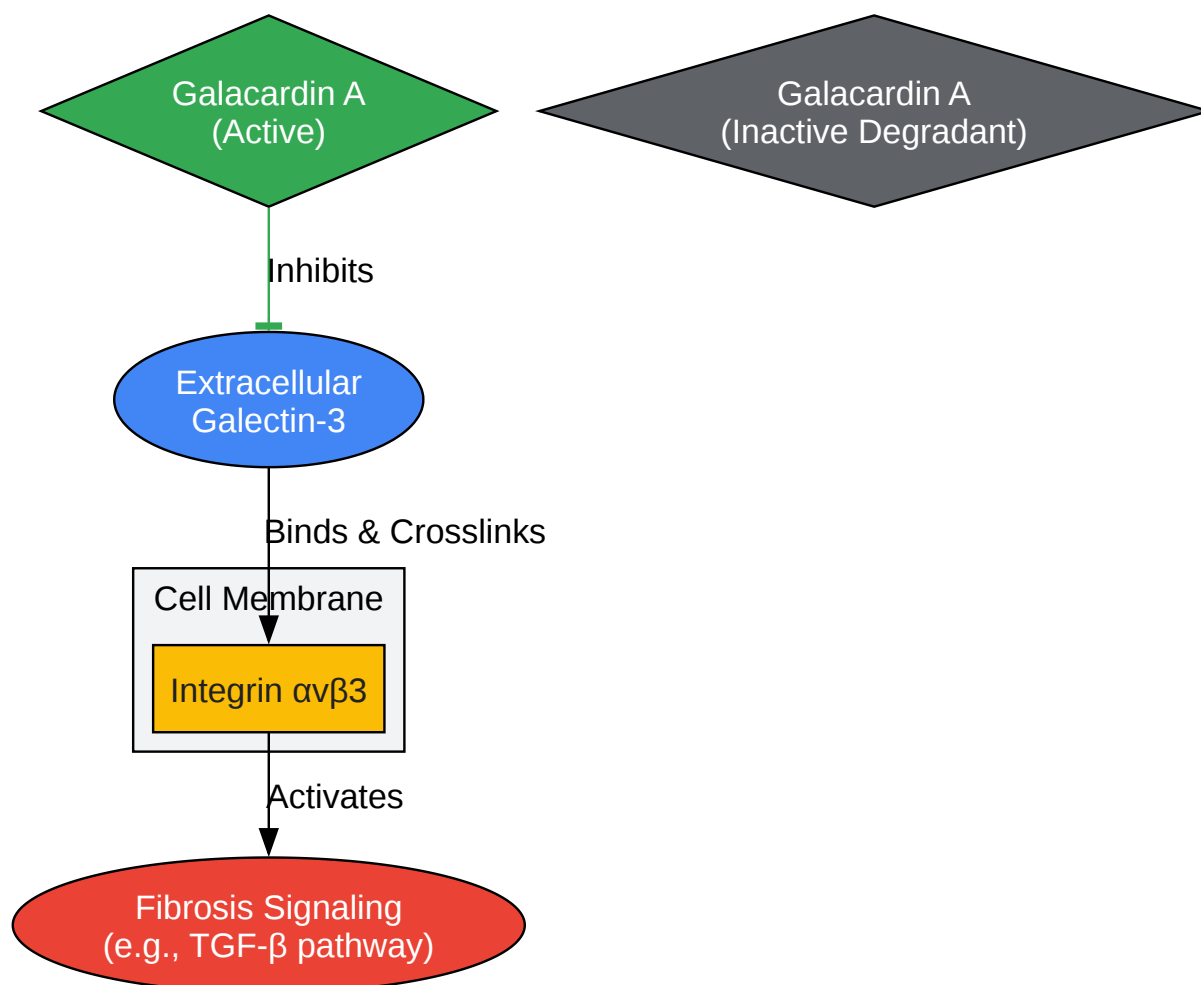 Galacardin A
(Active)
Galacardin A
(Inactive Degradant)
Inhibits
Extracellular
Galectin-3
Binds & Crosslinks
Cell Membrane
Integrin αvβ3
Activates
Fibrosis Signaling
(e.g., TGF-β pathway)